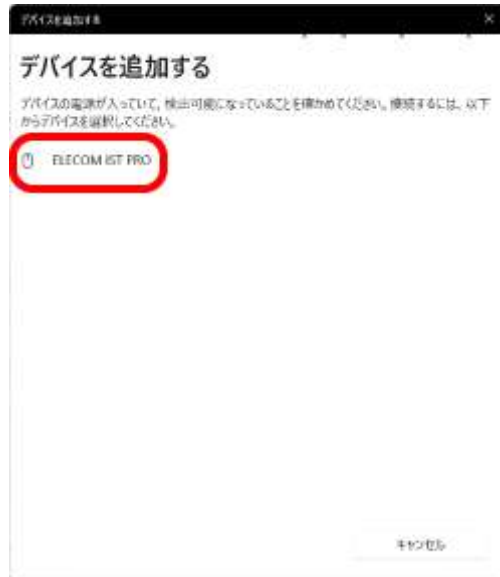 デバイスを追加する
デバイスを追加する
デバイスの電源が入っていて、検出可能になっていることを確かめてください。接続するには、以下
からデバイスを選択してください。
ELECOM IST PRO
キャンセル